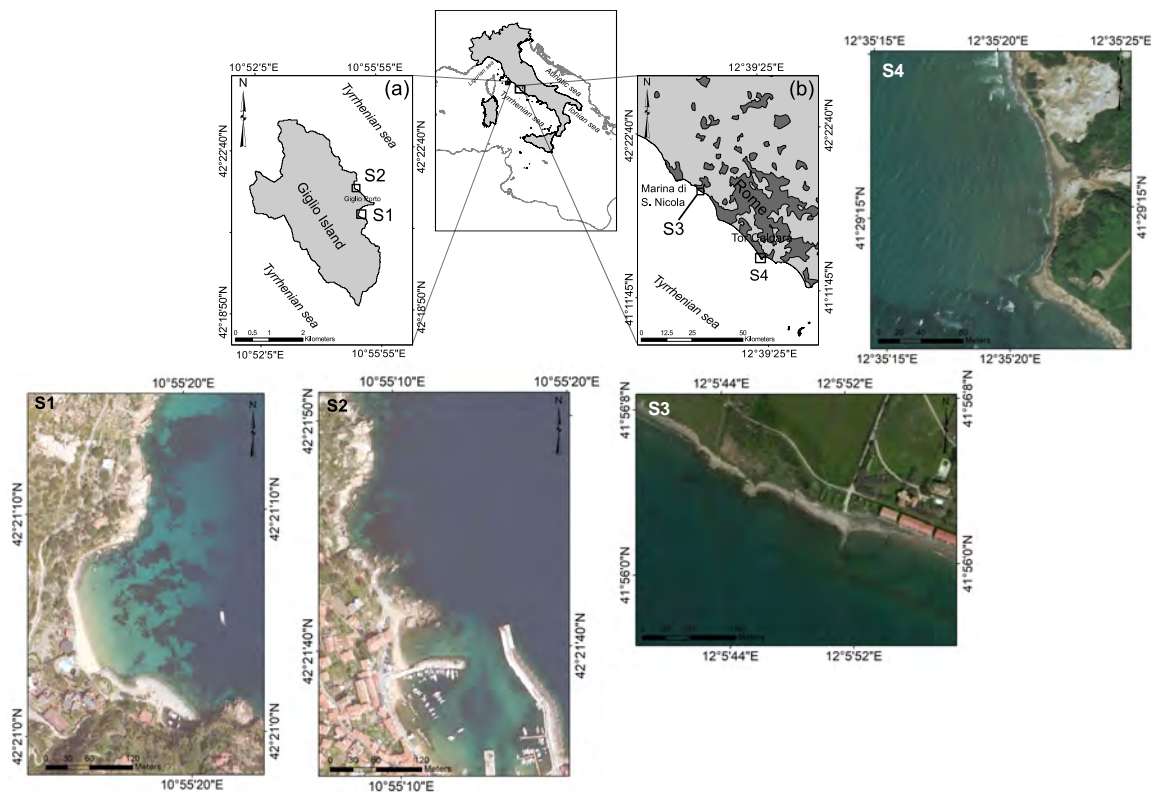 10°52'5"E
10°55'55"E
N
(a)
Tyrrhenian sea
42°22'40"N
42°22'40"N
S2
Giglio Porto
S1
Giglio Island
Tyrrhenian sea
42°18'50"N
42°18'50"N
0 0.5 1 2
Kilometers
10°52'5"E
10°55'55"E
Ligurian sea
Adriatic sea
Tyrrhenian sea
Ionian sea
12°39'25"E
N
(b)
42°22'40"N
42°22'40"N
Marina di
S. Nicola
Rome
S3
Tor Caldara
S4
Tyrrhenian sea
41°11'45"N
41°11'45"N
0 12.5 25 50
Kilometers
12°39'25"E
12°35'15"E
12°35'20"E
12°35'25"E
S4
41°29'15"N
41°29'15"N
0 20 40 80
Meters
12°35'15"E
12°35'20"E
10°55'20"E
S1
N
42°21'10"N
42°21'10"N
42°21'0"N
42°21'0"N
0 30 60 120
Meters
10°55'20"E
10°55'10"E
10°55'20"E
S2
N
42°21'50"N
42°21'40"N
42°21'40"N
0 30 60 120
Meters
10°55'10"E
12°5'44"E
12°5'52"E
S3
N
41°56'8"N
41°56'8"N
41°56'0"N
41°56'0"N
Meters
12°5'44"E
12°5'52"E